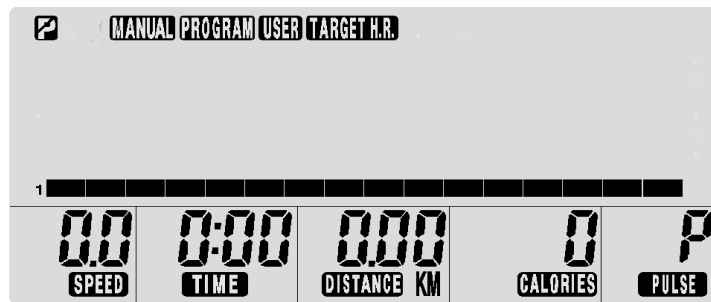 P MANUAL PROGRAM USER TARGET H.R.
1
0.0 0:00 0.00 0 P
SPEED TIME DISTANCE KM CALORIES PULSE